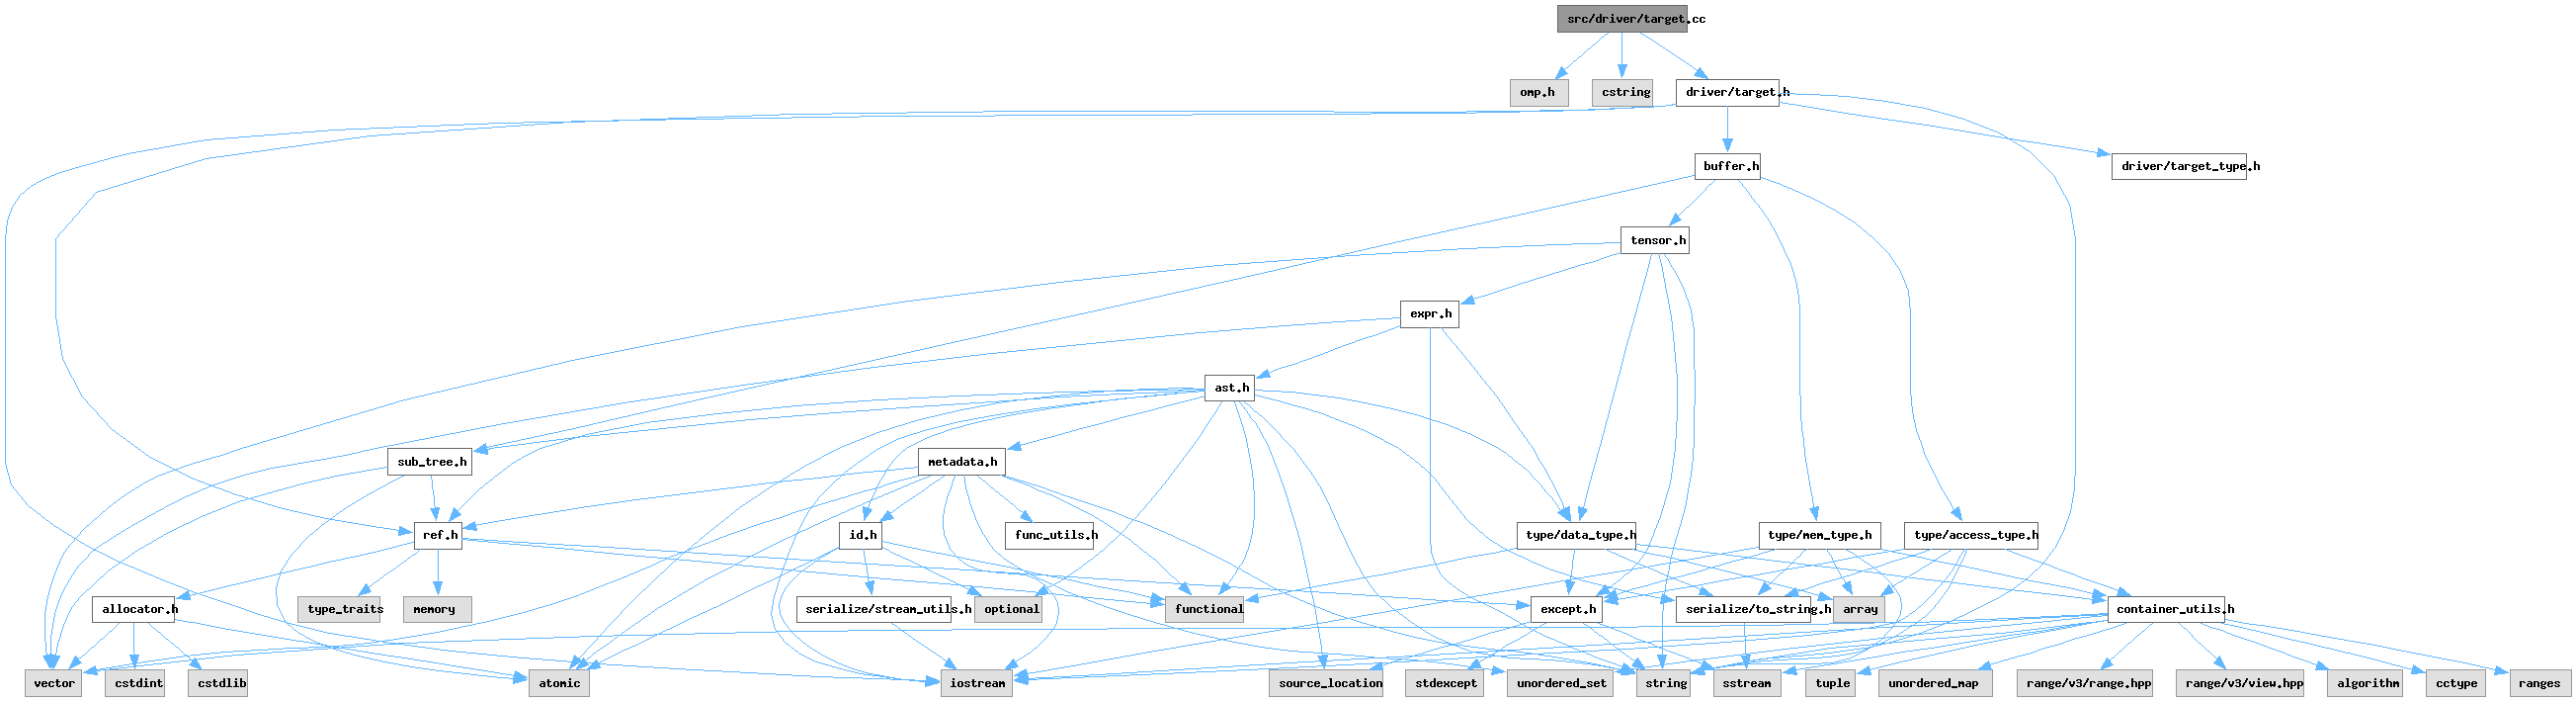 src/driver/target.cc
omp.h
cstring
driver/target.h
buffer.h
driver/target_type.h
tensor.h
expr.h
ast.h
sub_tree.h
metadata.h
ref.h
id.h
func_utils.h
type/data_type.h
type/mem_type.h
type/access_type.h
allocator.h
type_traits
memory
serialize/stream_utils.h
optional
functional
except.h
serialize/to_string.h
array
container_utils.h
vector
cstdint
cstdlib
atomic
iostream
source_location
stdexcept
unordered_set
string
sstream
tuple
unordered_map
range/v3/range.hpp
range/v3/view.hpp
algorithm
cctype
ranges